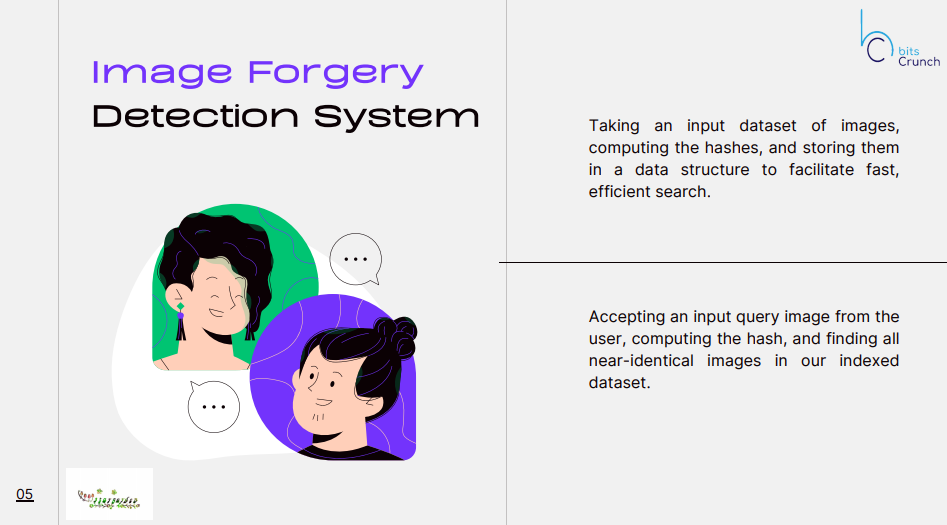 bits
Crunch
Image Forgery
Detection System
Taking an input dataset of images,
computing the hashes, and storing them
in a data structure to facilitate fast,
efficient search.
Accepting an input query image from the
user, computing the hash, and finding all
near-identical images in our indexed
dataset.
05